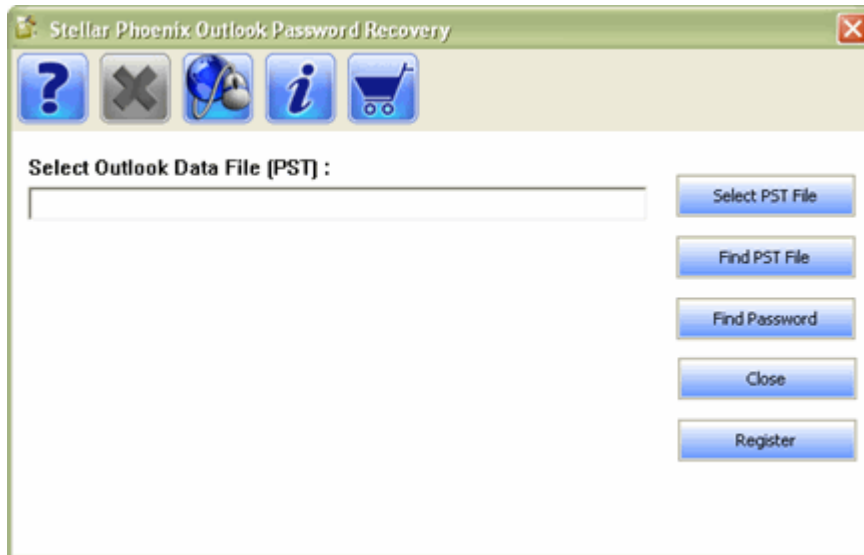 Stellar Phoenix Outlook Password Recovery
Select Outlook Data File (PST) :
Select PST File
Find PST File
Find Password
Close
Register